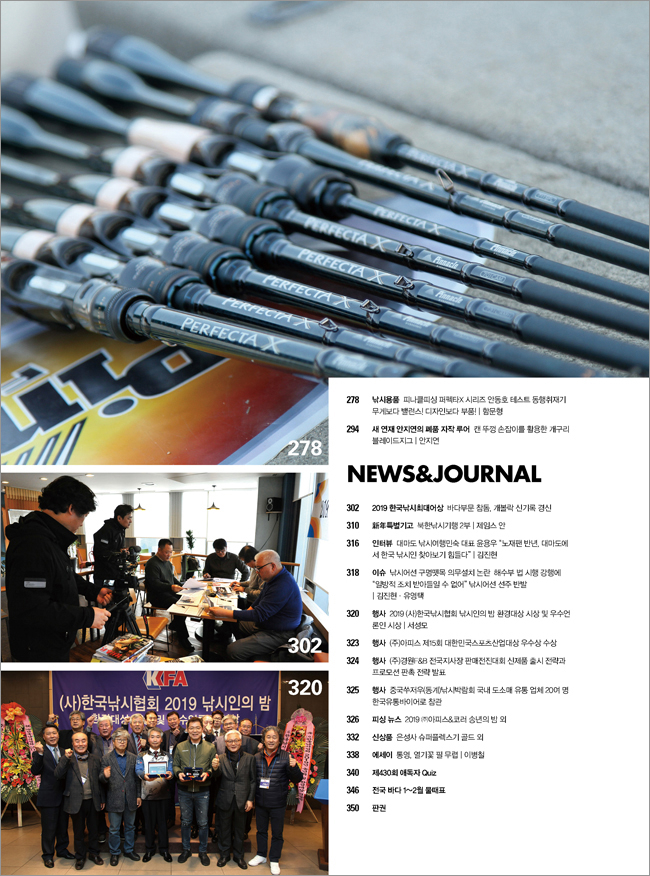 PERFECTA X
Pinnacle
PERFECTA X
Pinnacle
PERFECTA X
Pinnacle
PERFECTA X
Pinnacle
PERFECTA X
PERFECTA X
PERFECTA X
278
278 낚시용품 피나클피싱 퍼펙타X 시리즈 안동호 테스트 동행취재기
무게보다 밸런스! 디자인보다 부품! | 함문형
294 새 연재 안지연의 폐품 자작 루어 캔 뚜껑 손잡이를 활용한 개구리
블레이드지그 | 안지연
NEWS&JOURNAL
302 2019 한국낚시최대어상 바다부문 참돔, 개볼락 신기록 경신
310 新年특별기고 북한낚시기행 2부 | 제임스 안
316 인터뷰 대마도 낚시여행민숙 대표 윤용우 “노재팬 반년, 대마도에
서 한국 낚시인 찾아보기 힘들다” | 김진현
318 이슈 낚시어선 구명뗏목 의무설치 논란 해수부 법 시행 강행에
“일방적 조치 받아들일 수 없어” 낚시어선 선주 반발
| 김진현·유영택
320 행사 2019 (사)한국낚시협회 낚시인의 밤 환경대상 시상 및 우수언
론인 시상 | 서성모
323 행사 (주)아피스 제15회 대한민국스포츠산업대상 우수상 수상
324 행사 (주)경원F&B 전국지사장 판매전진대회 신제품 출시 전략과
프로모션 판촉 전략 발표
325 행사 중국쑤저우(동계)낚시박람회 국내 도소매 유통 업체 20여 명
한국유통바이어로 참관
326 피싱 뉴스 2019 ㈜아피스&코러 송년의 밤 외
332 신상품 은성사 슈퍼플렉스기 골드 외
338 에세이 통영, 열기꽃 필 무렵 | 이병철
340 제430회 애독자 Quiz
346 전국 바다 1~2월 물때표
350 판권
302
320
KFA
(사)한국낚시협회 2019 낚시인의 밤